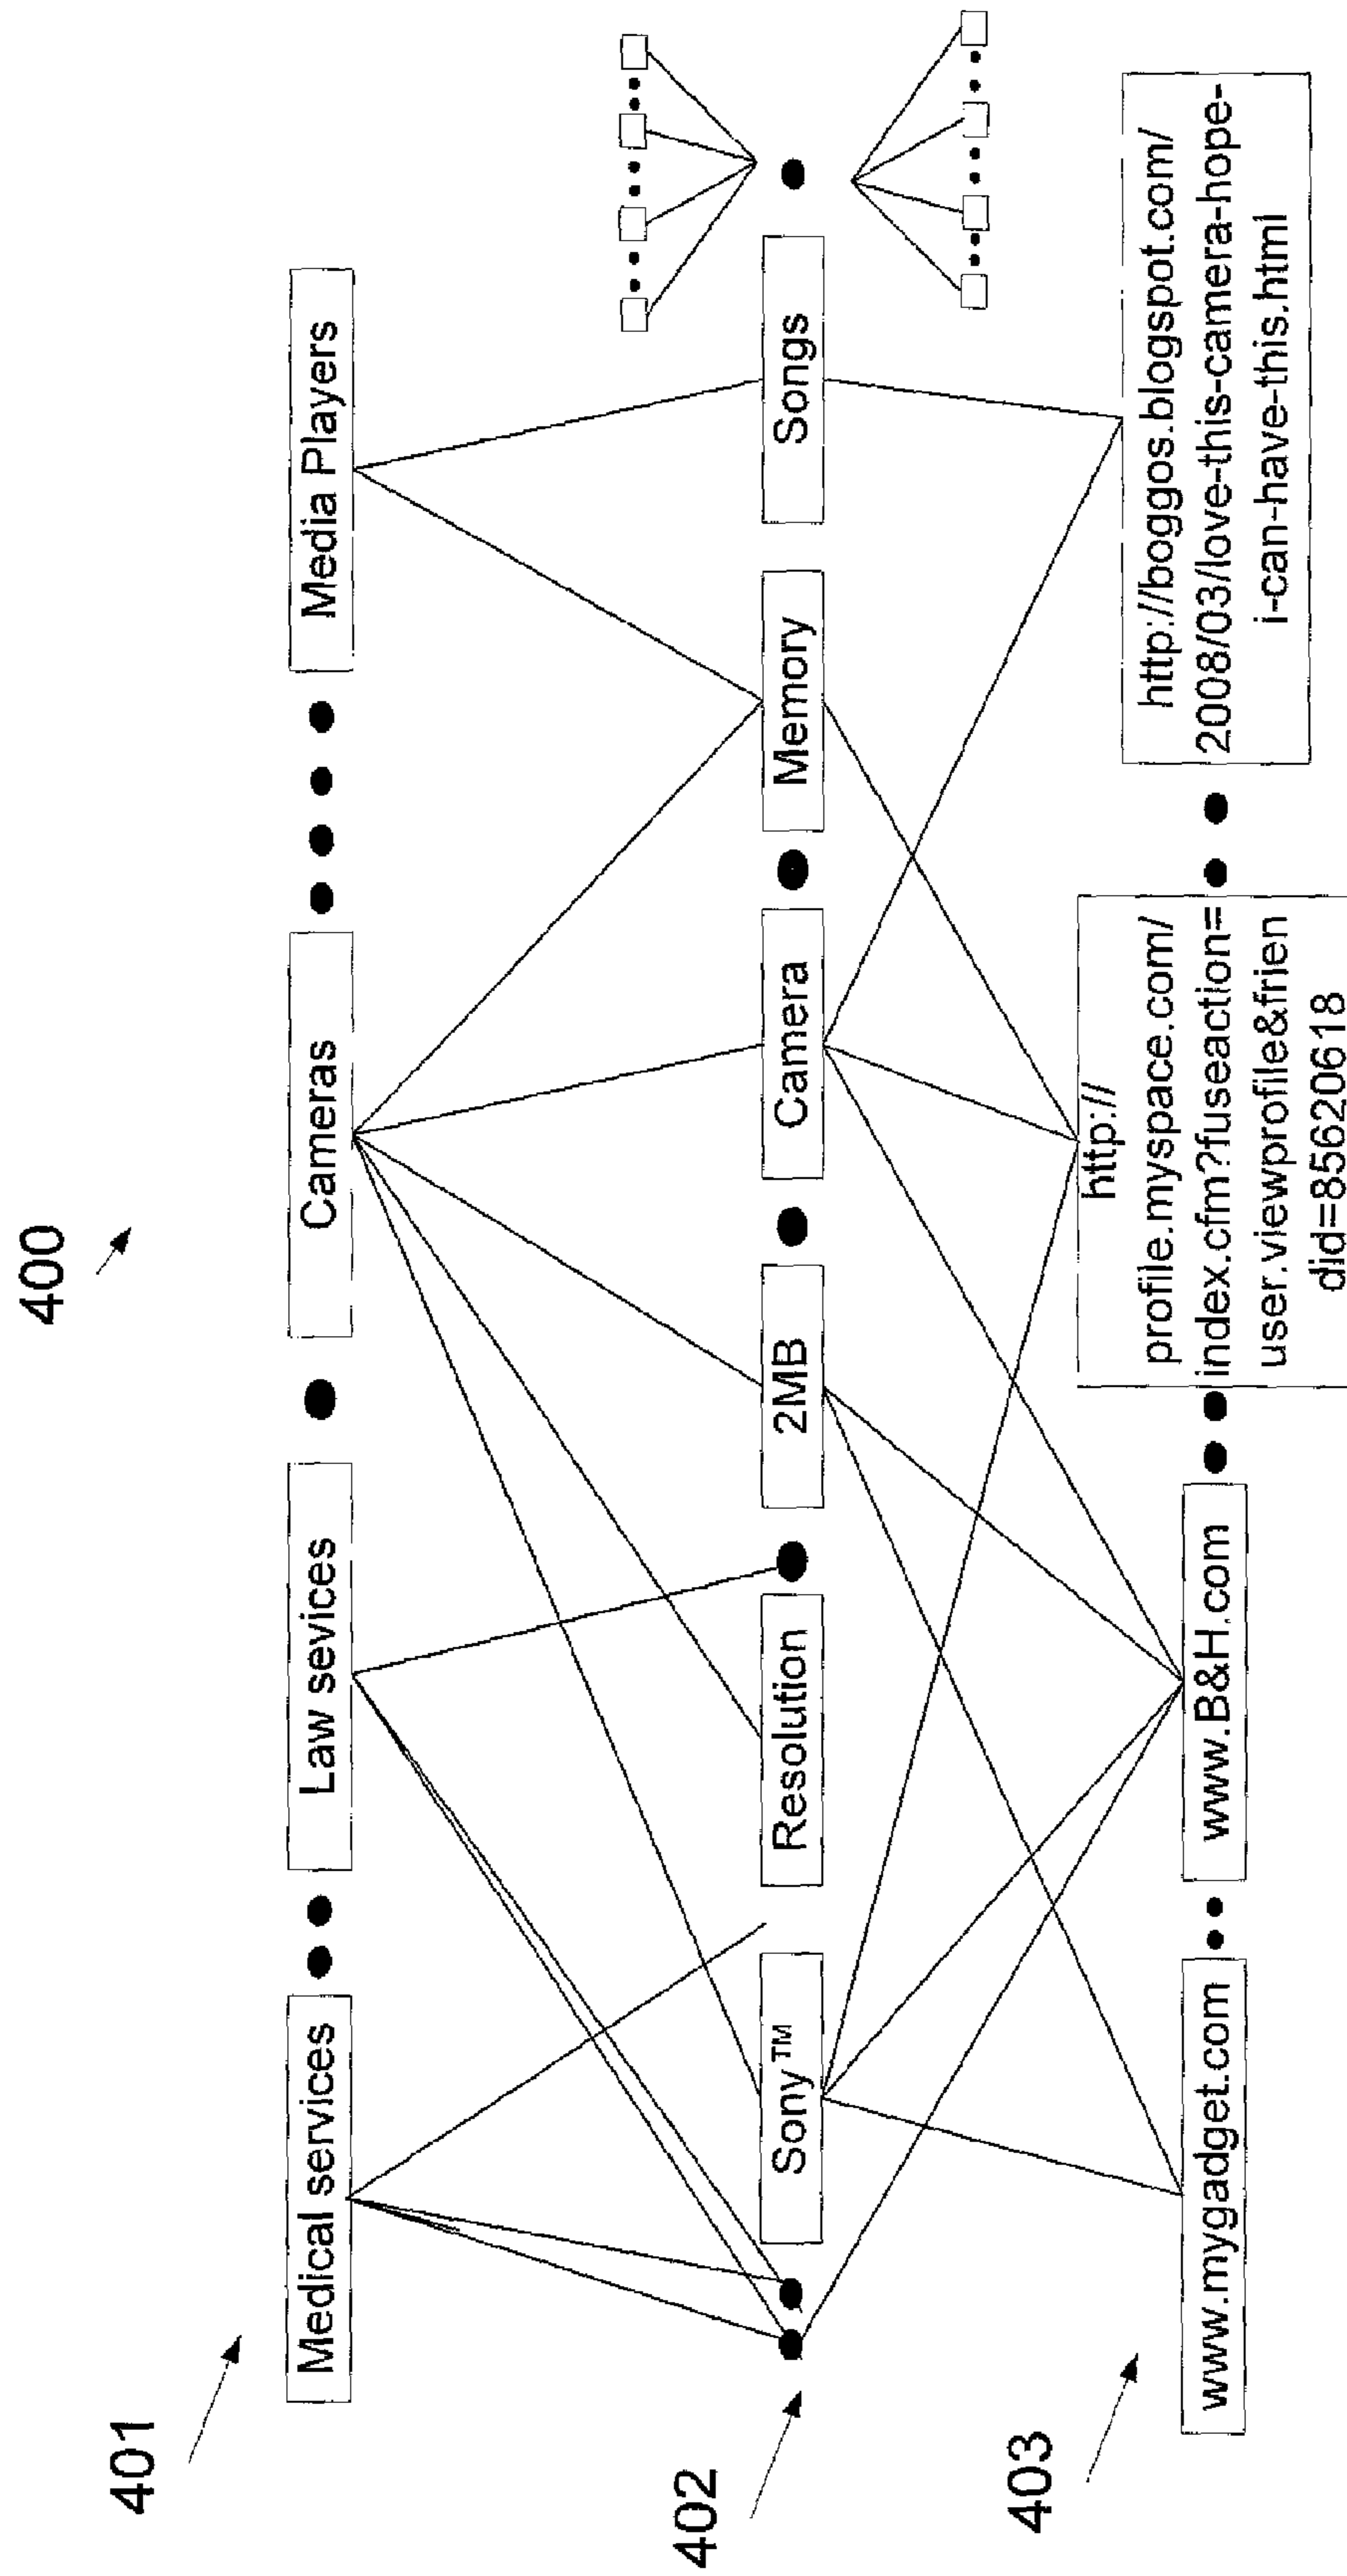 400
401
Medical services
Law sevices
Cameras
Media Players
402
Sony™
Resolution
2MB
Camera
Memory
Songs
403
www.mygadget.com
www.B&H.com
http://
profile.myspace.com/
index.cfm?fuseaction=
user.viewprofile&frien
did=85620618
http://boggos.blogspot.com/
2008/03/love-this-camera-hope-
i-can-have-this.html